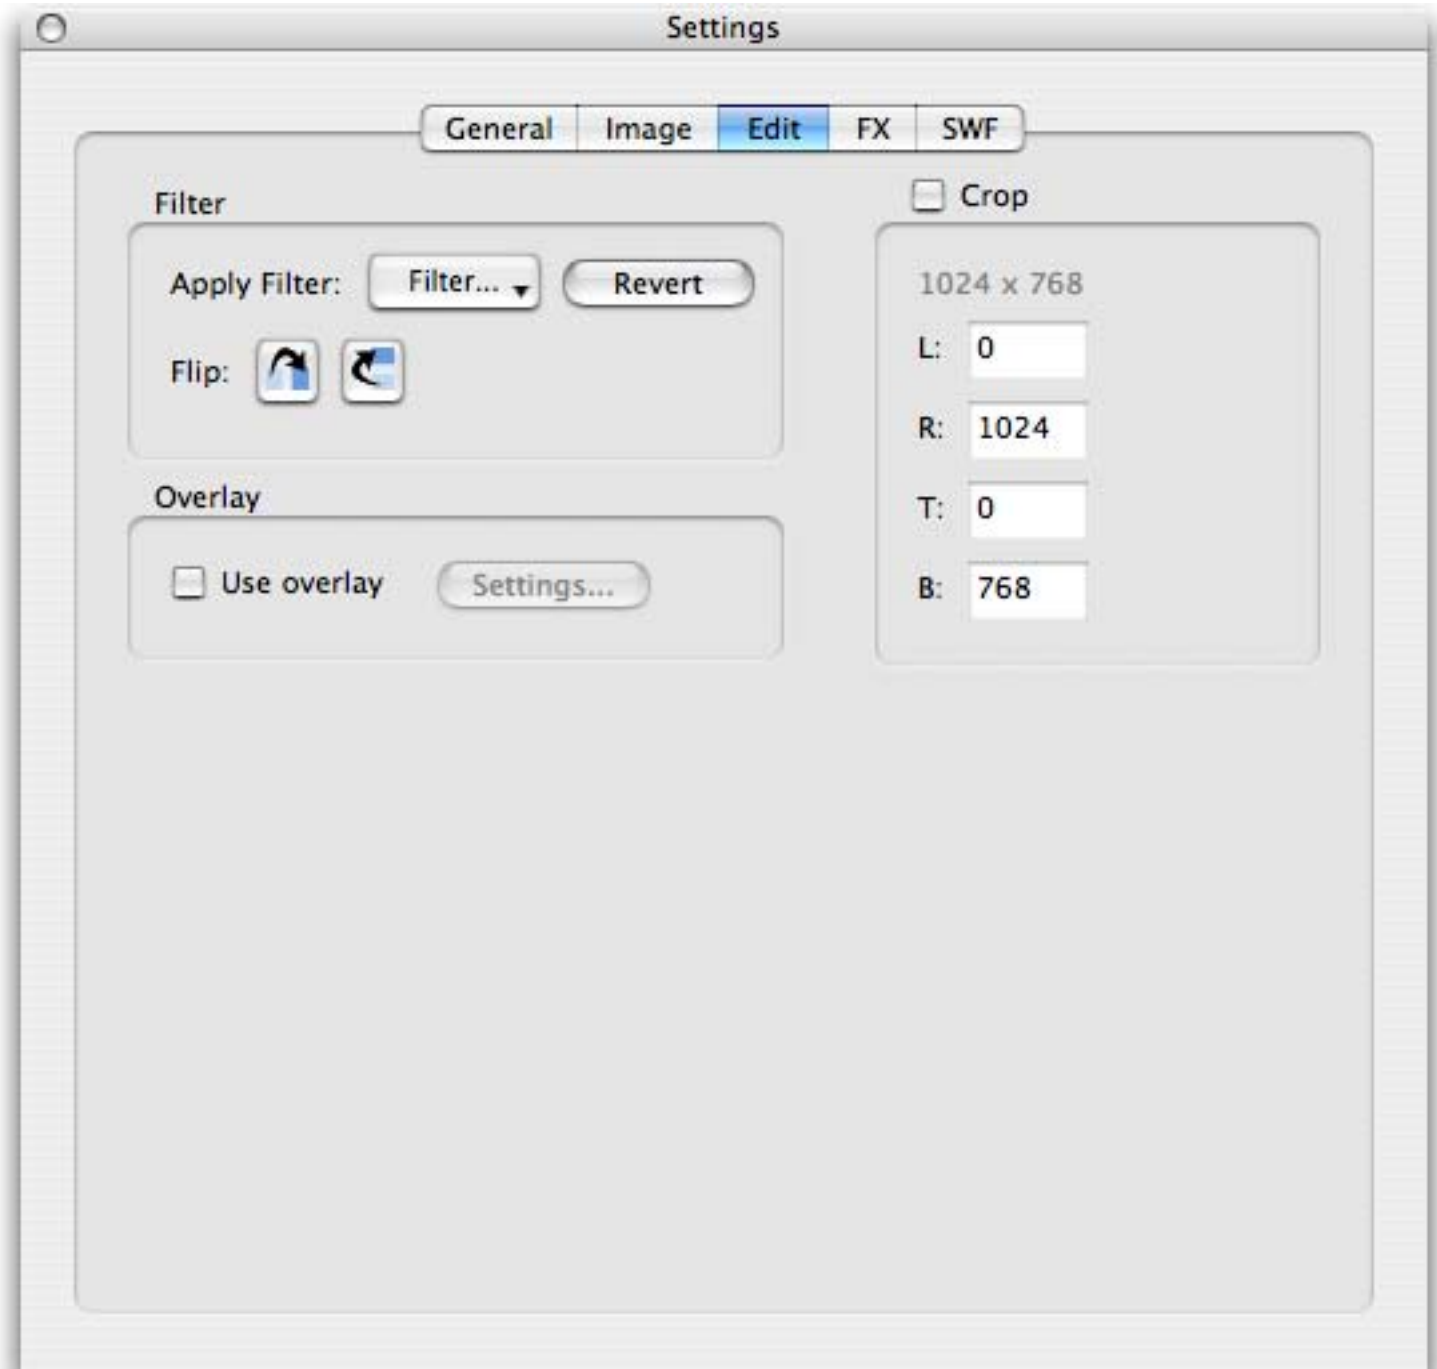 Settings
General Image Edit FX SWF
Filter
Apply Filter: Filter... Revert
Flip:
Overlay
Use overlay Settings...
Crop
1024 x 768
L: 0
R: 1024
T: 0
B: 768